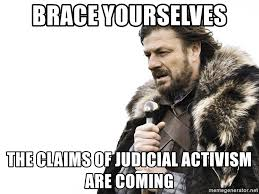 BRACE YOURSELVES
THE CLAIMS OF JUDICIAL ACTIVISM
ARE COMING
memegenerator.net